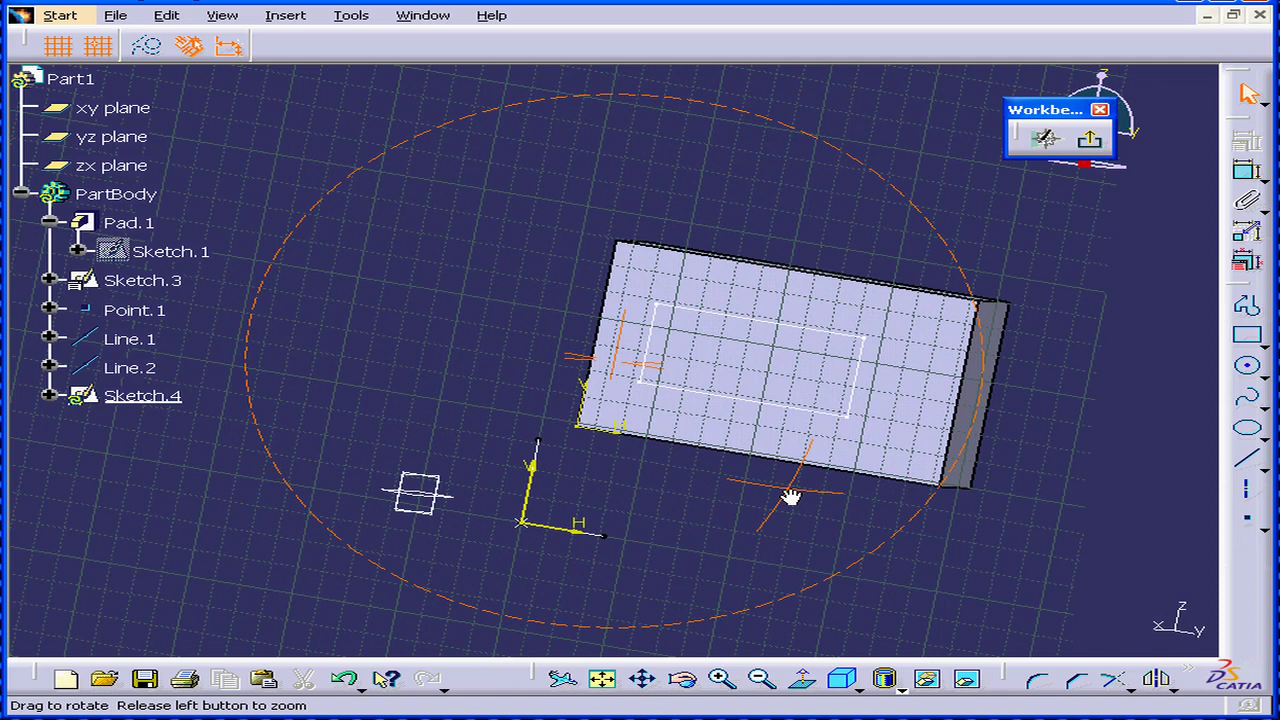 Start File Edit View Insert Tools Window Help
Part1
xy plane
yz plane
zx plane
PartBody
Pad.1
Sketch.1
Sketch.3
Point.1
Line.1
Line.2
Sketch.4
Workbe...
z
y
V
H
V
H
z
x
y
CATIA
Drag to rotate Release left button to zoom